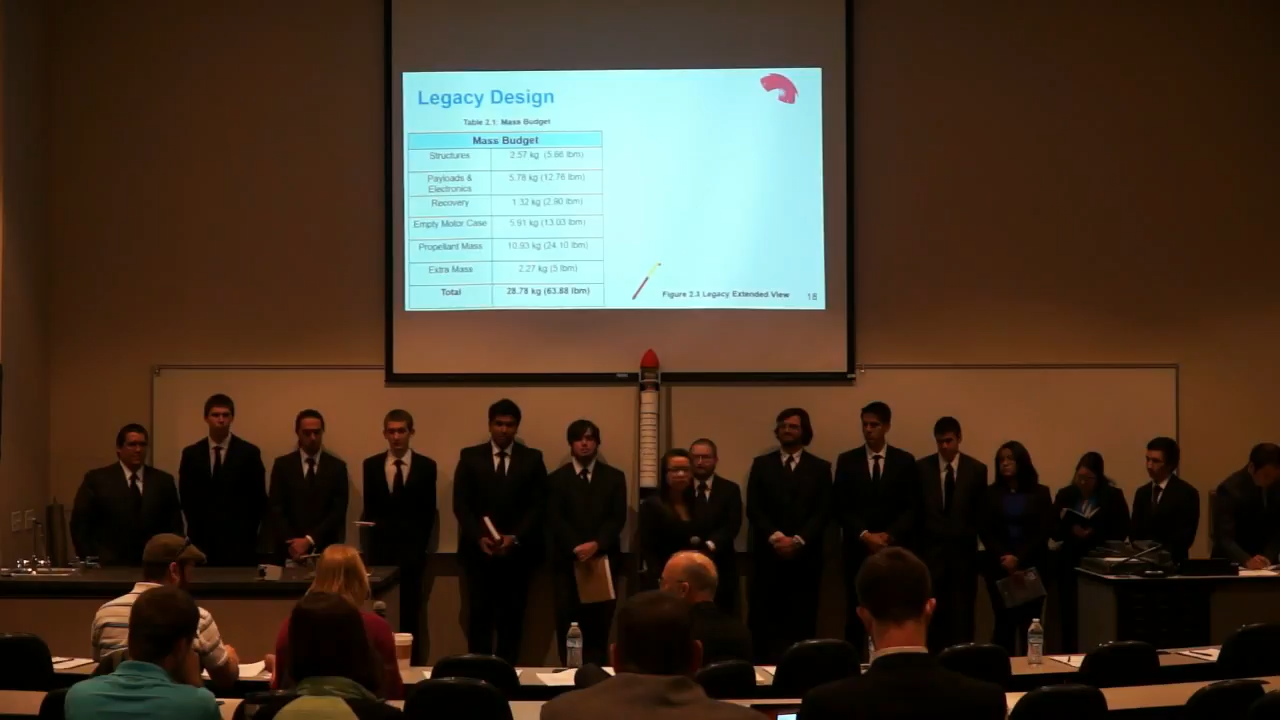 Legacy Design
Table 2.1: Mass Budget
Mass Budget
Structures 2.57 kg (5.66 lbm)
Payloads & Electronics 5.78 kg (12.76 lbm)
Recovery 1.32 kg (2.90 lbm)
Empty Motor Case 5.91 kg (13.03 lbm)
Propellant Mass 10.93 kg (24.10 lbm)
Extra Mass 2.27 kg (5 lbm)
Total 28.78 kg (63.88 lbm)
Figure 2.3 Legacy Extended View 18